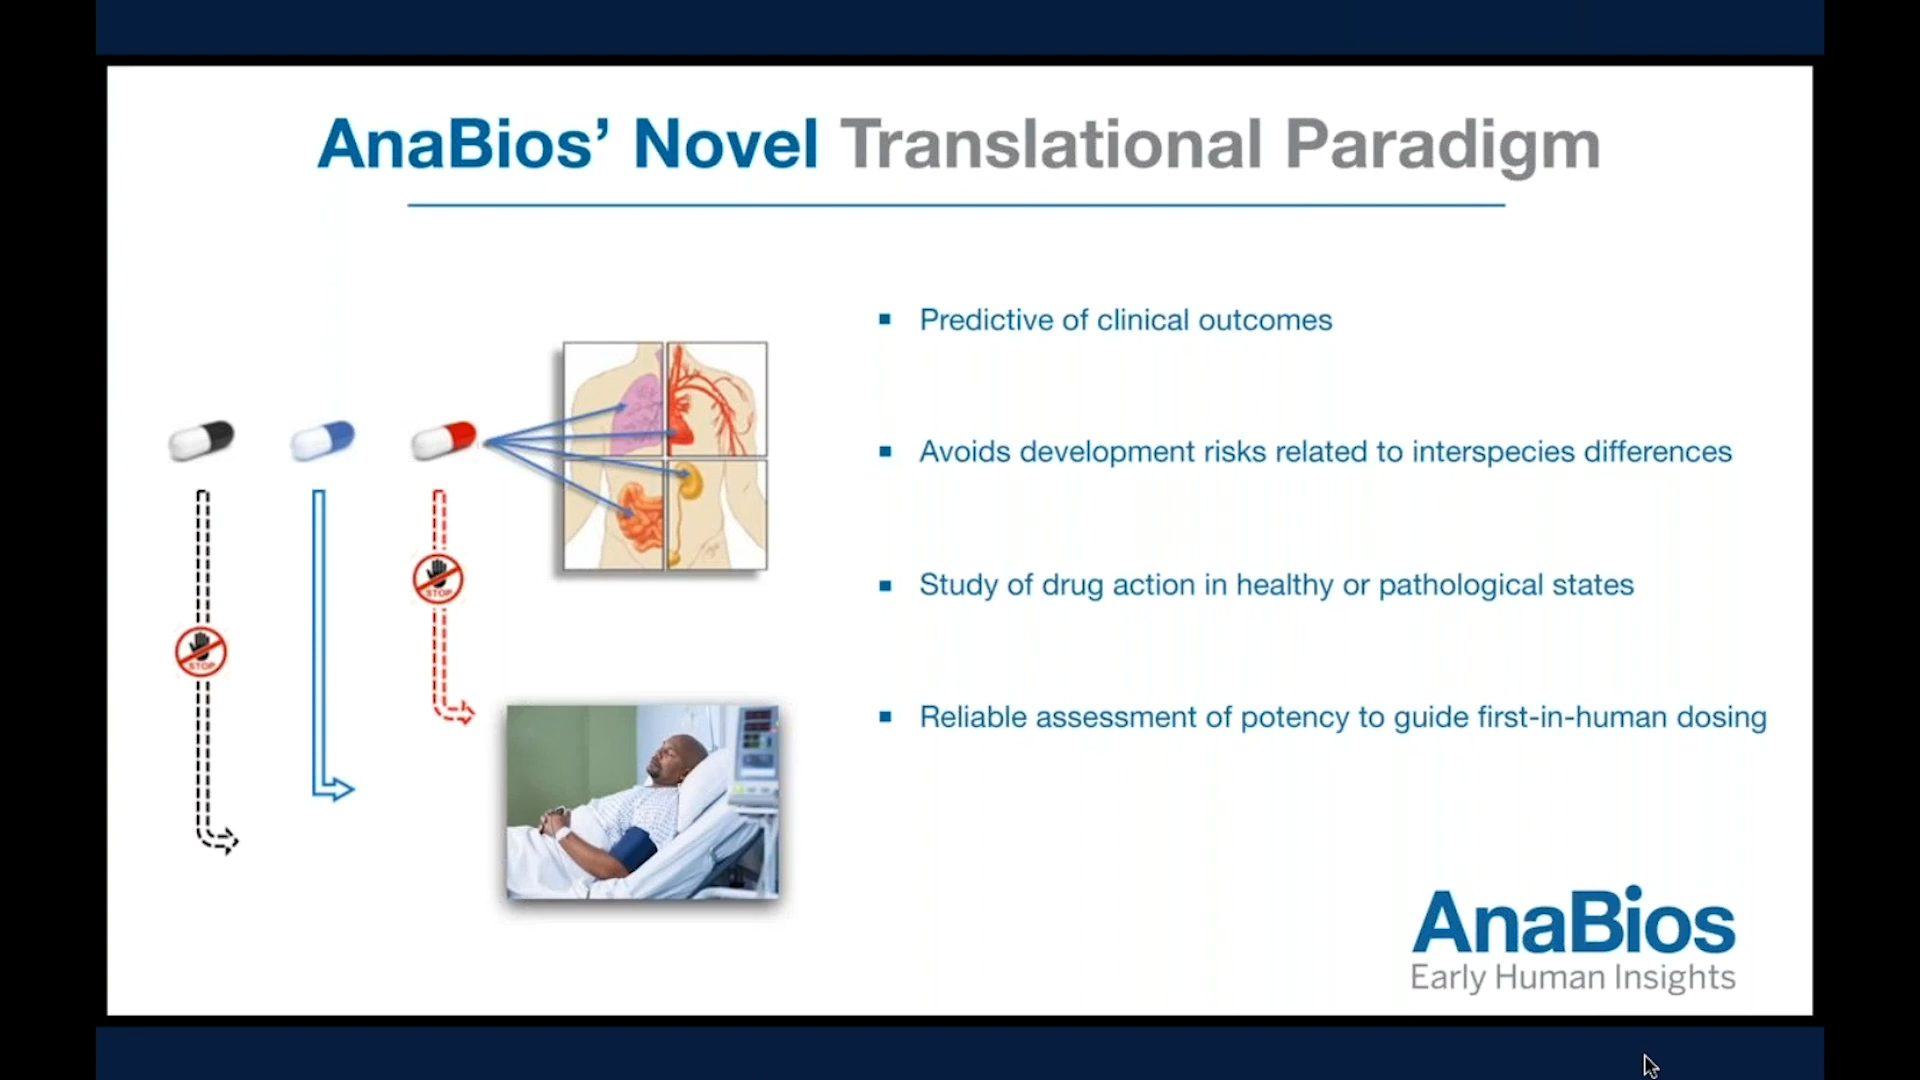 AnaBios’ Novel Translational Paradigm
Predictive of clinical outcomes
Avoids development risks related to interspecies differences
Study of drug action in healthy or pathological states
Reliable assessment of potency to guide first-in-human dosing
STOP
STOP
AnaBios
Early Human Insights